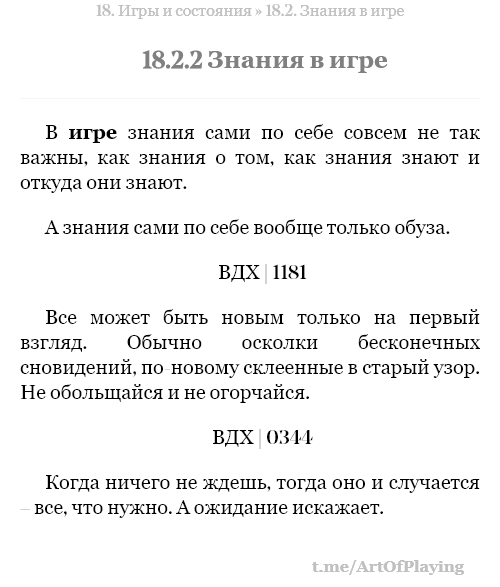 18. Игры и состояния » 18.2. Знания в игре
18.2.2 Знания в игре
В игре знания сами по себе совсем не так
важны, как знания о том, как знания знают и
откуда они знают.
А знания сами по себе вообще только обуза.
ВДХ | 1181
Все может быть новым только на первый
взгляд. Обычно осколки бесконечных
сновидений, по-новому склеенные в старый узор.
Не обольщайся и не огорчайся.
ВДХ | 0344
Когда ничего не ждешь, тогда оно и случается
– все, что нужно. А ожидание искажает.
t.me/ArtOfPlaying